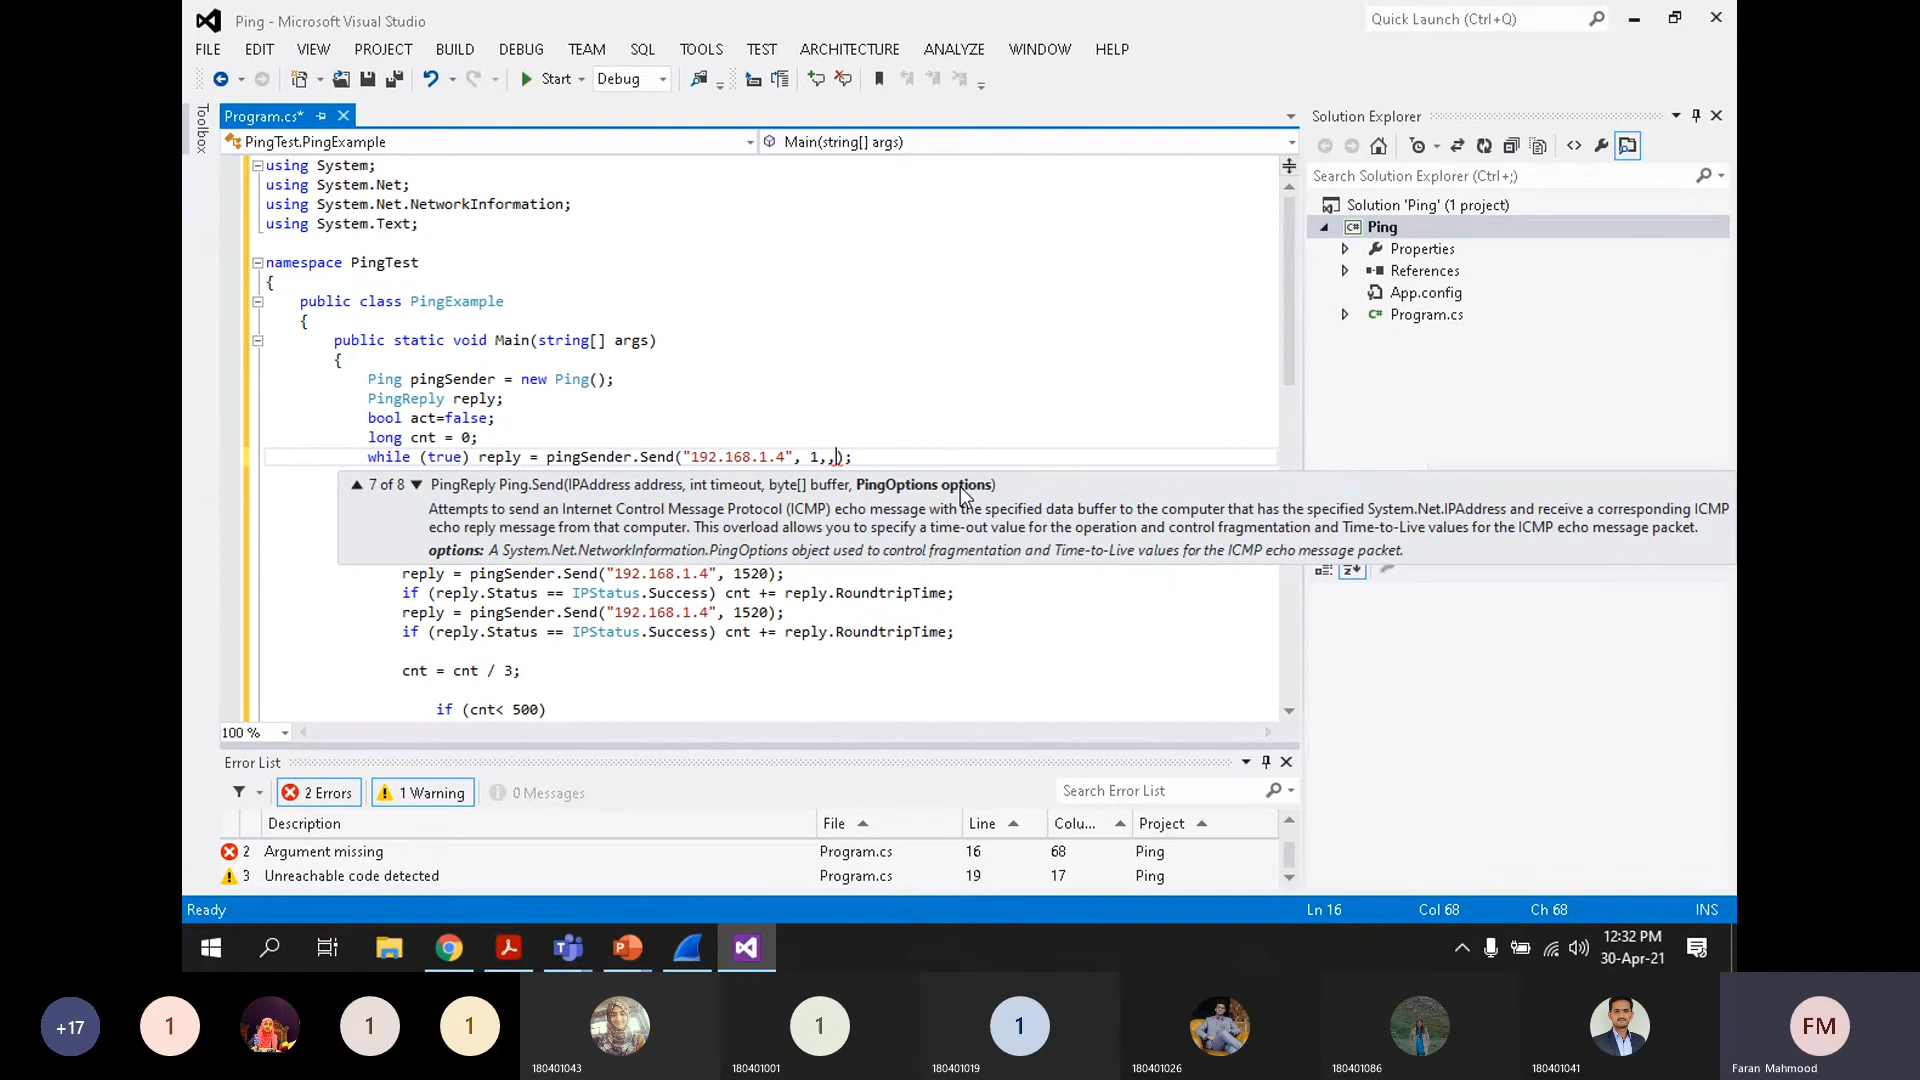 Ping - Microsoft Visual Studio
Quick Launch (Ctrl+Q)
FILE EDIT VIEW PROJECT BUILD DEBUG TEAM SQL TOOLS TEST ARCHITECTURE ANALYZE WINDOW HELP
Start Debug
Toolbox
Program.cs*
PingTest.PingExample
Main(string[] args)
using System;
using System.Net;
using System.Net.NetworkInformation;
using System.Text;
namespace PingTest
{
public class PingExample
{
public static void Main(string[] args)
{
Ping pingSender = new Ping();
PingReply reply;
bool act=false;
long cnt = 0;
while (true) reply = pingSender.Send("192.168.1.4", 1,,);
7 of 8 PingReply Ping.Send(IPAddress address, int timeout, byte[] buffer, PingOptions options)
Attempts to send an Internet Control Message Protocol (ICMP) echo message with the specified data buffer to the computer that has the specified System.Net.IPAddress and receive a corresponding ICMP
echo reply message from that computer. This overload allows you to specify a time-out value for the operation and control fragmentation and Time-to-Live values for the ICMP echo message packet.
options: A System.Net.NetworkInformation.PingOptions object used to control fragmentation and Time-to-Live values for the ICMP echo message packet.
reply = pingSender.Send("192.168.1.4", 1520);
if (reply.Status == IPStatus.Success) cnt += reply.RoundtripTime;
reply = pingSender.Send("192.168.1.4", 1520);
if (reply.Status == IPStatus.Success) cnt += reply.RoundtripTime;
cnt = cnt / 3;
if (cnt< 500)
100 %
Solution Explorer
Search Solution Explorer (Ctrl+;)
Solution 'Ping' (1 project)
C# Ping
Properties
References
App.config
C# Program.cs
Error List
2 Errors 1 Warning 0 Messages
Search Error List
Description File Line Colu... Project
2 Argument missing Program.cs 16 68 Ping
3 Unreachable code detected Program.cs 19 17 Ping
Ready Ln 16 Col 68 Ch 68 INS
12:32 PM
30-Apr-21
+17 1 1 1 1 1 FM
180401043 180401001 180401019 180401026 180401086 180401041 Faran Mahmood